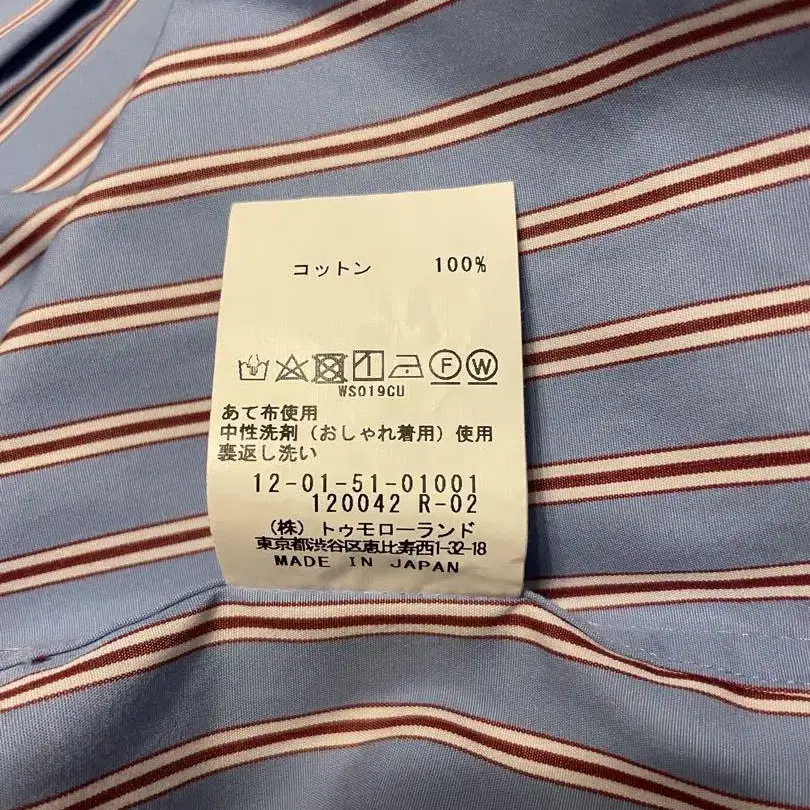 コットン 100%
F W
WS019CU
あて布使用
中性洗剤（おしゃれ着用）使用
裏返し洗い
12-01-51-01001
120042 R-02
（株）トゥモローランド
東京都渋谷区恵比寿西1-32-18
MADE IN JAPAN